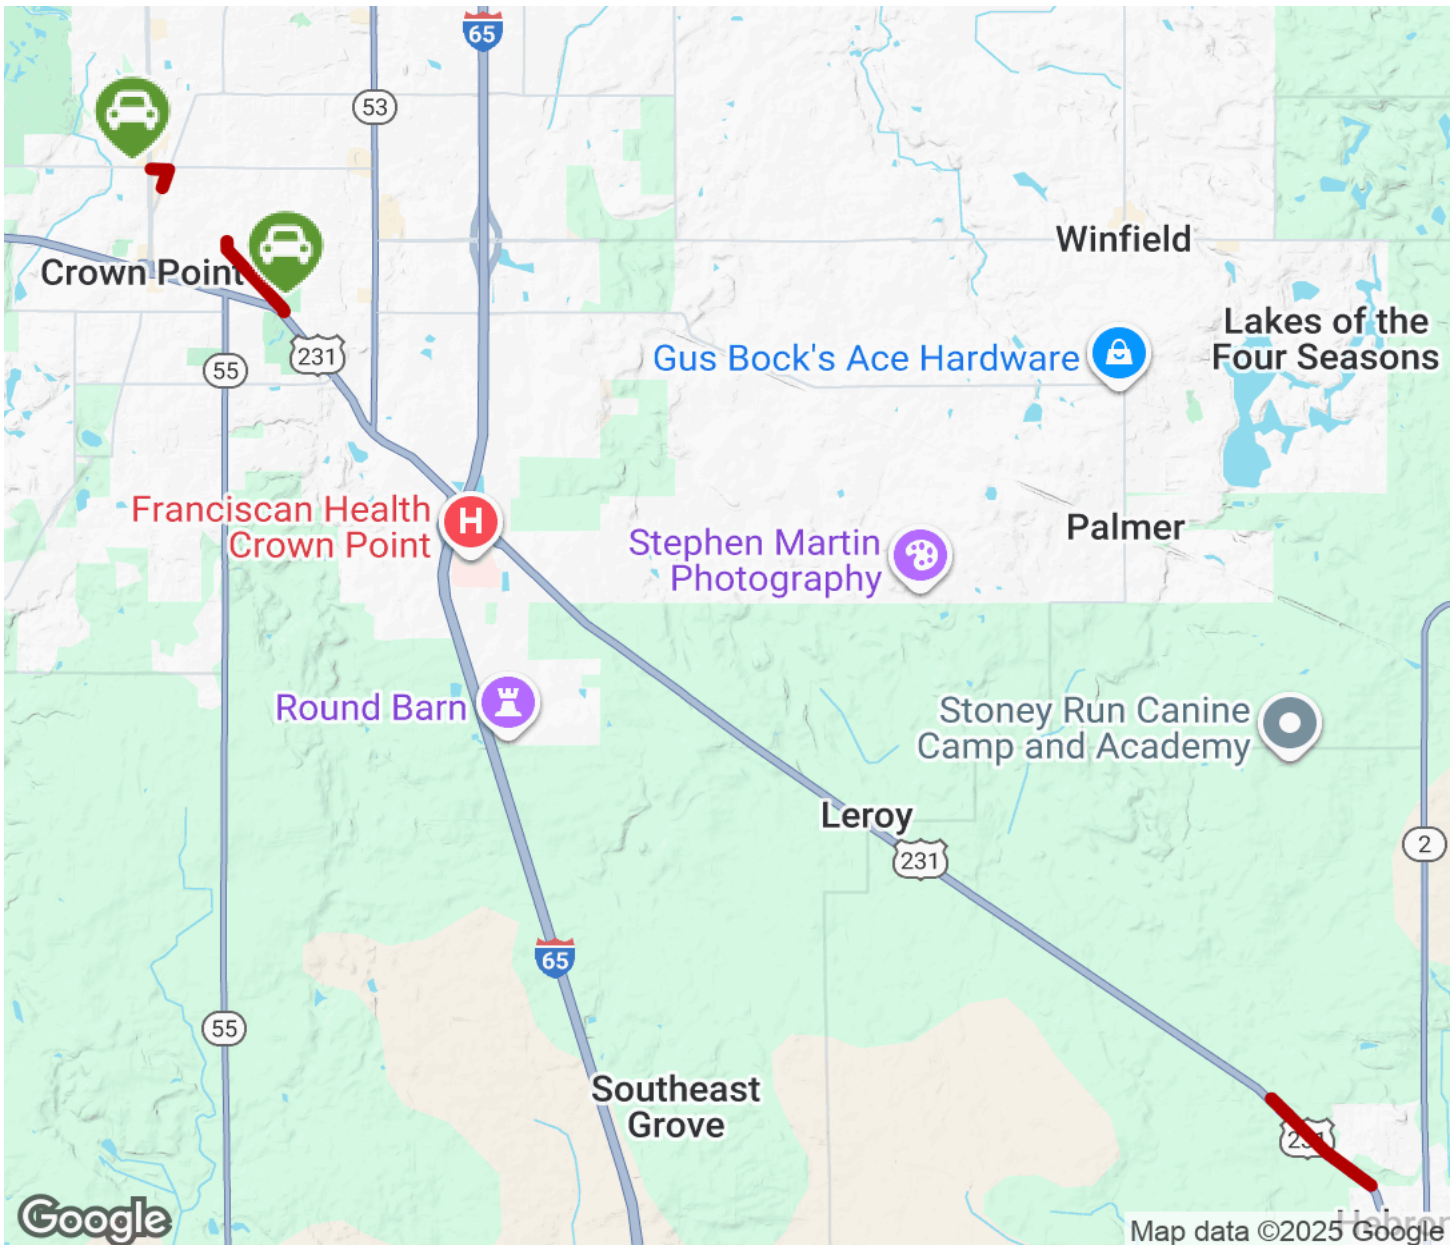 65
53
Winfield
Crown Point
Lakes of the
Four Seasons
231
Gus Bock's Ace Hardware
55
H
Franciscan Health
Crown Point
Palmer
Stephen Martin
Photography
Round Barn
Stoney Run Canine
Camp and Academy
Leroy
2
231
65
55
Southeast
Grove
231
Hebron
Google
Map data ©2025 Google